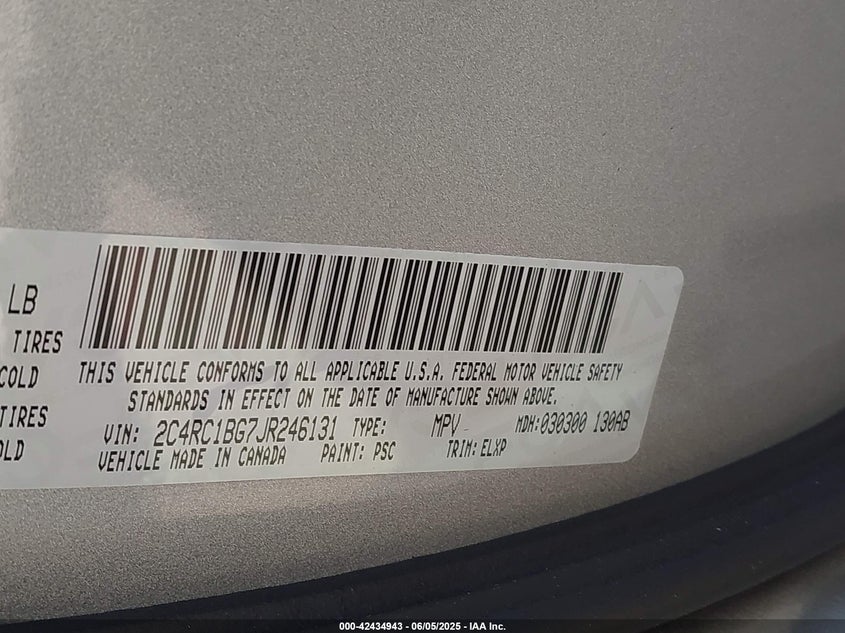 LB
TIRES
COLD
TIRES
OLD
THIS VEHICLE CONFORMS TO ALL APPLICABLE U.S.A. FEDERAL MOTOR VEHICLE SAFETY
STANDARDS IN EFFECT ON THE DATE OF MANUFACTURE SHOWN ABOVE.
VIN: 2C4RC1BG7JR246131 TYPE: MPV MDH:030300 130AB
VEHICLE MADE IN CANADA PAINT: PSC TRIM: ELXP
000-42434943 - 06/05/2025 - IAA Inc.